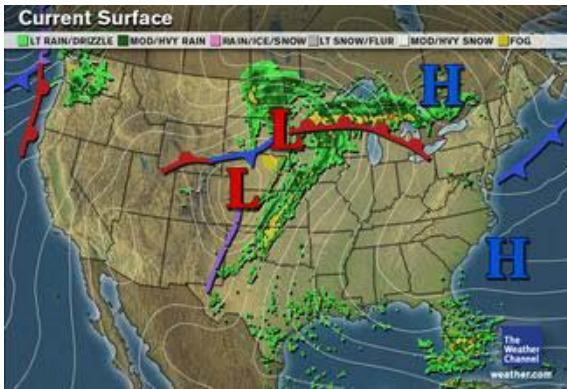 Current Surface
LT RAIN/DRIZZLE MOD/HVY RAIN RAIN/ICE/SNOW LT SNOW/FLUR MOD/HVY SNOW FOG
H
L
L
H
The
Weather
Channel
weather.com